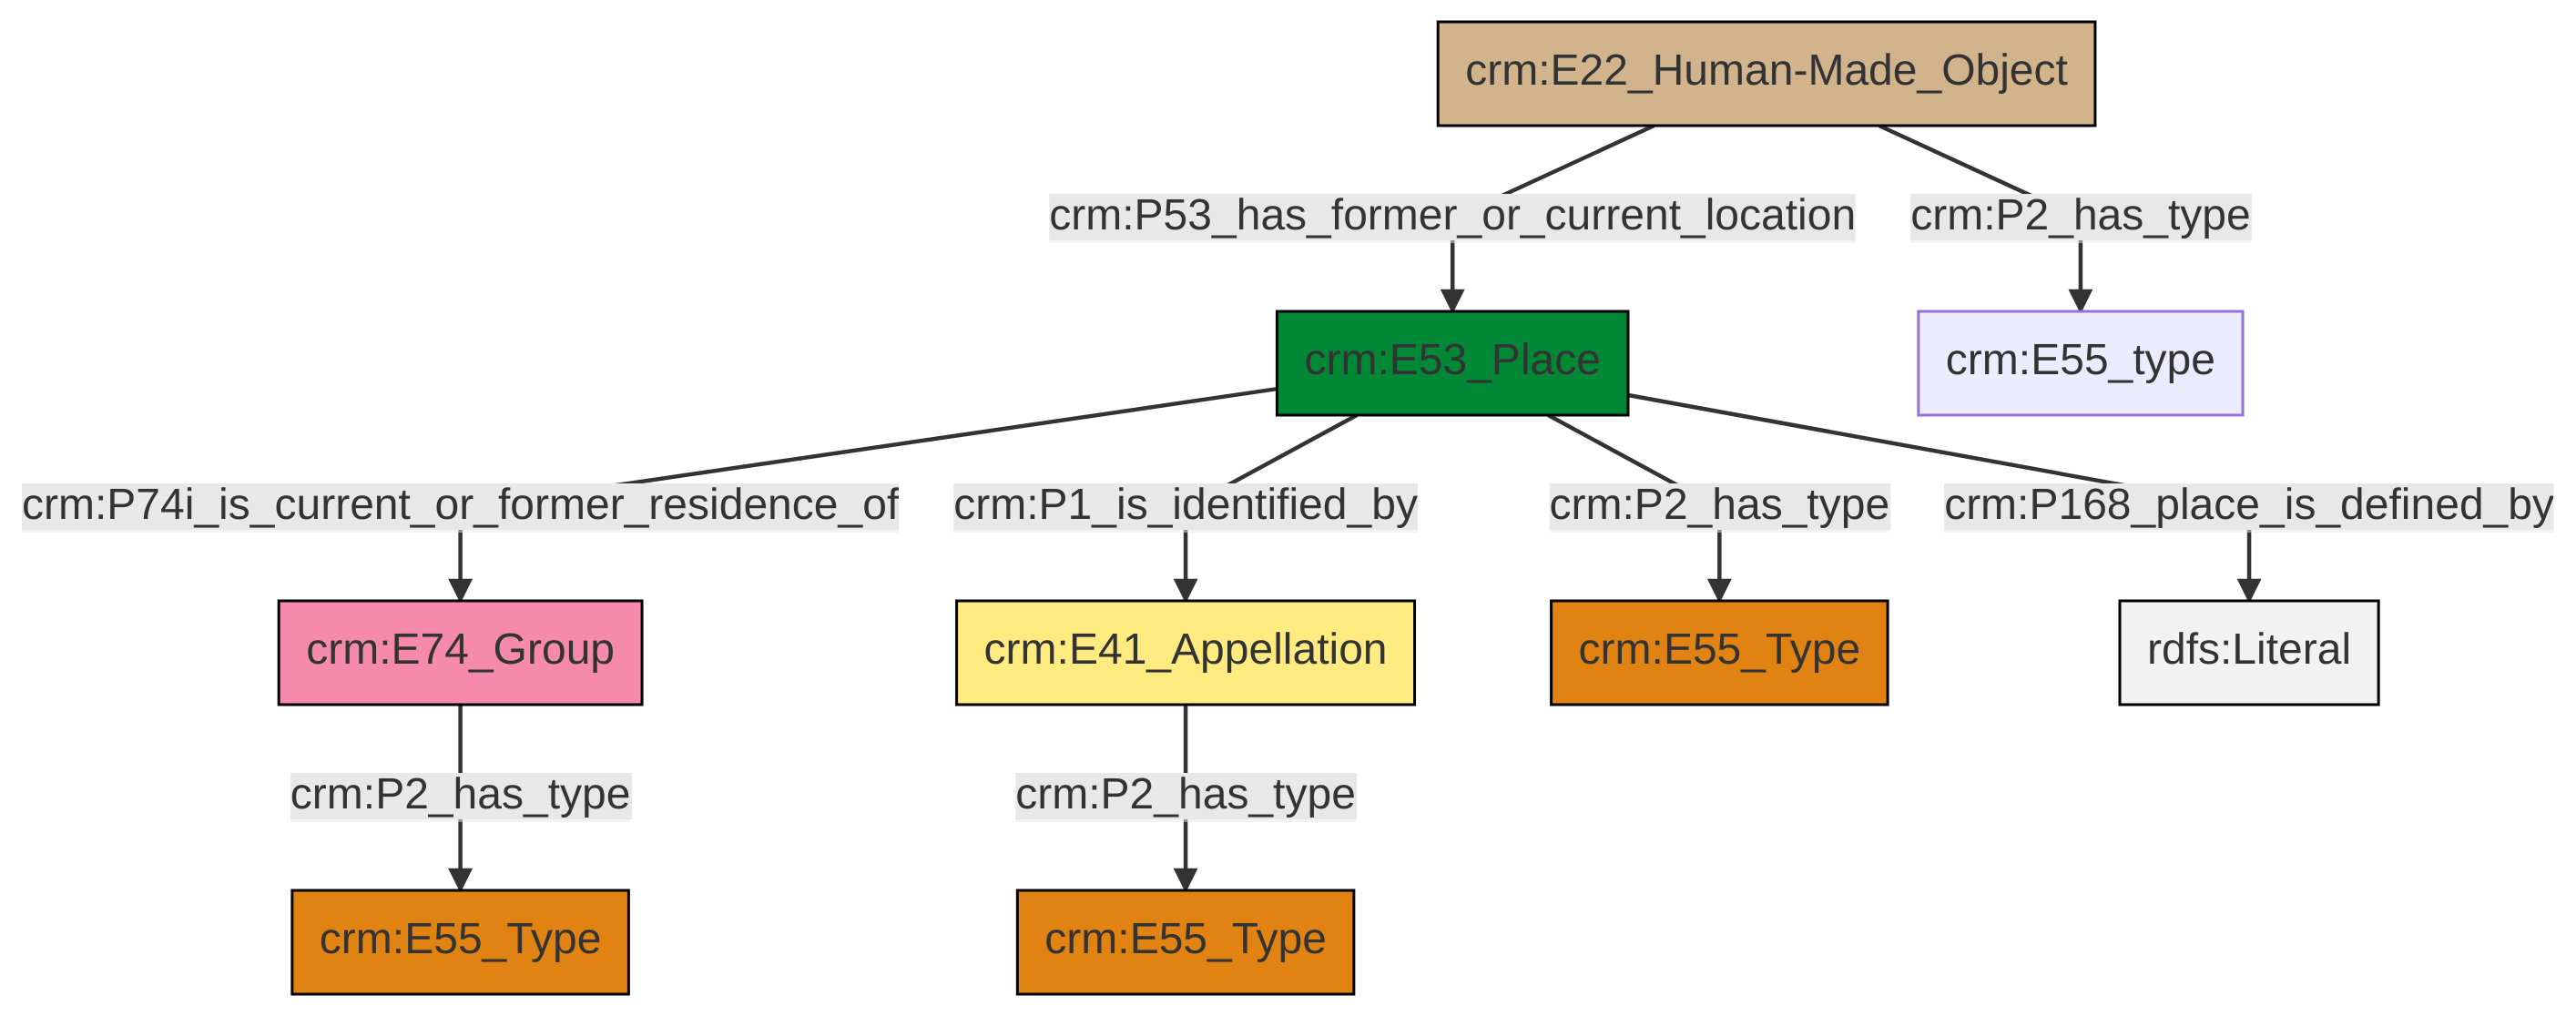 crm:E22_Human-Made_Object
crm:P53_has_former_or_current_location
crm:P2_has_type
crm:E53_Place
crm:E55_type
crm:P74i_is_current_or_former_residence_of
crm:P1_is_identified_by
crm:P2_has_type
crm:P168_place_is_defined_by
crm:E74_Group
crm:E41_Appellation
crm:E55_Type
rdfs:Literal
crm:P2_has_type
crm:P2_has_type
crm:E55_Type
crm:E55_Type